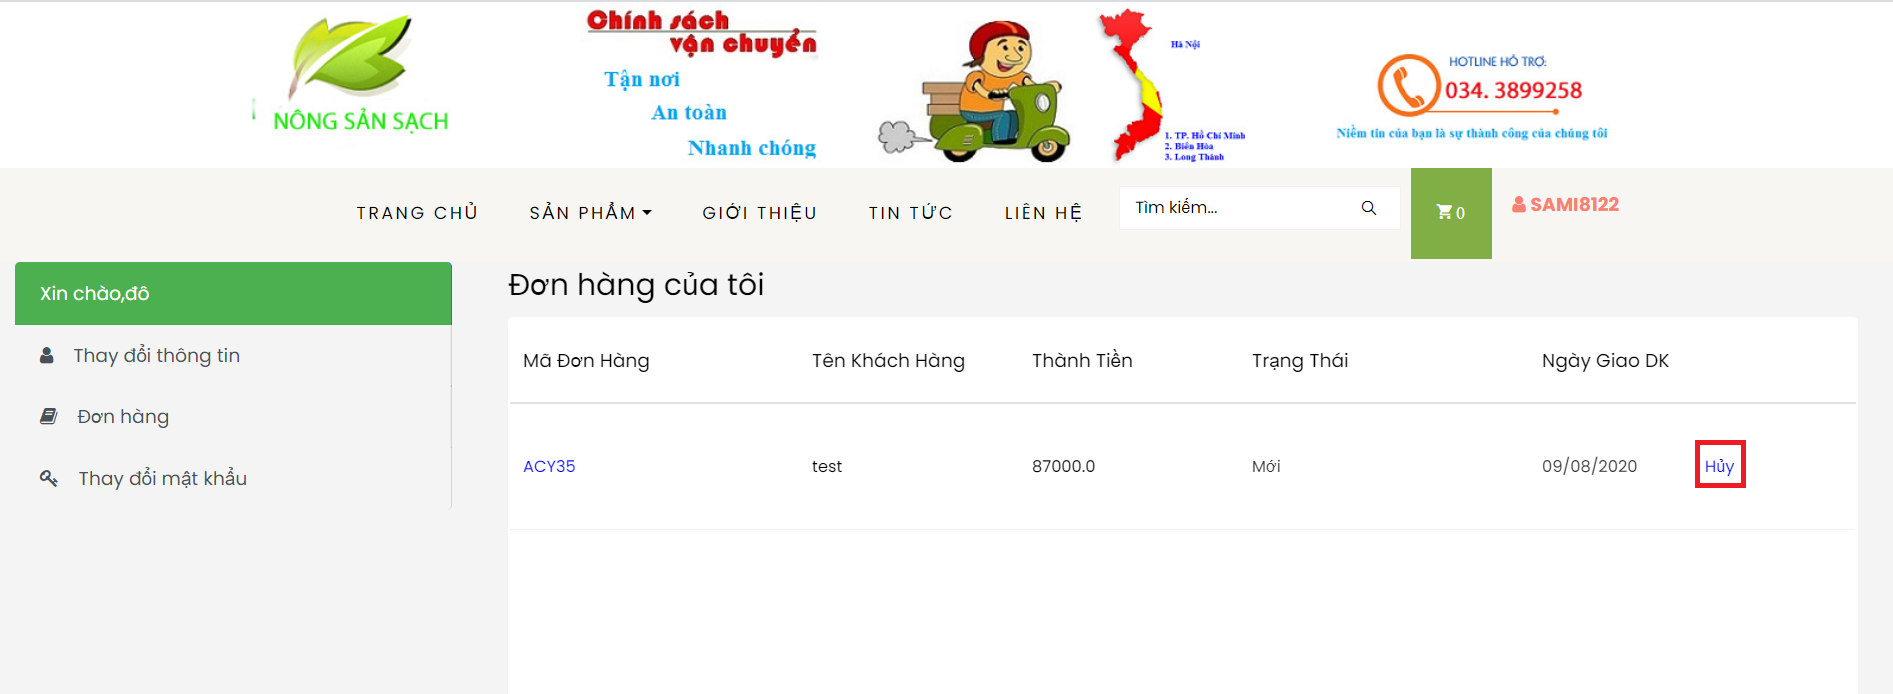 NÔNG SẢN SẠCH
Chính sách
vận chuyển
Tận nơi
An toàn
Nhanh chóng
Hà Nội
1. TP. Hồ Chí Minh
2. Biên Hòa
3. Long Thành
HOTLINE HỖ TRỢ:
034. 3899258
Niềm tin của bạn là sự thành công của chúng tôi
TRANG CHỦ SẢN PHẨM GIỚI THIỆU TIN TỨC LIÊN HỆ Tìm kiếm... 0 SAMI8122
Xin chào,đô
Thay đổi thông tin
Đơn hàng
Thay đổi mật khẩu
Đơn hàng của tôi
Mã Đơn Hàng Tên Khách Hàng Thành Tiền Trạng Thái Ngày Giao DK
ACY35 test 87000.0 Mới 09/08/2020 Hủy